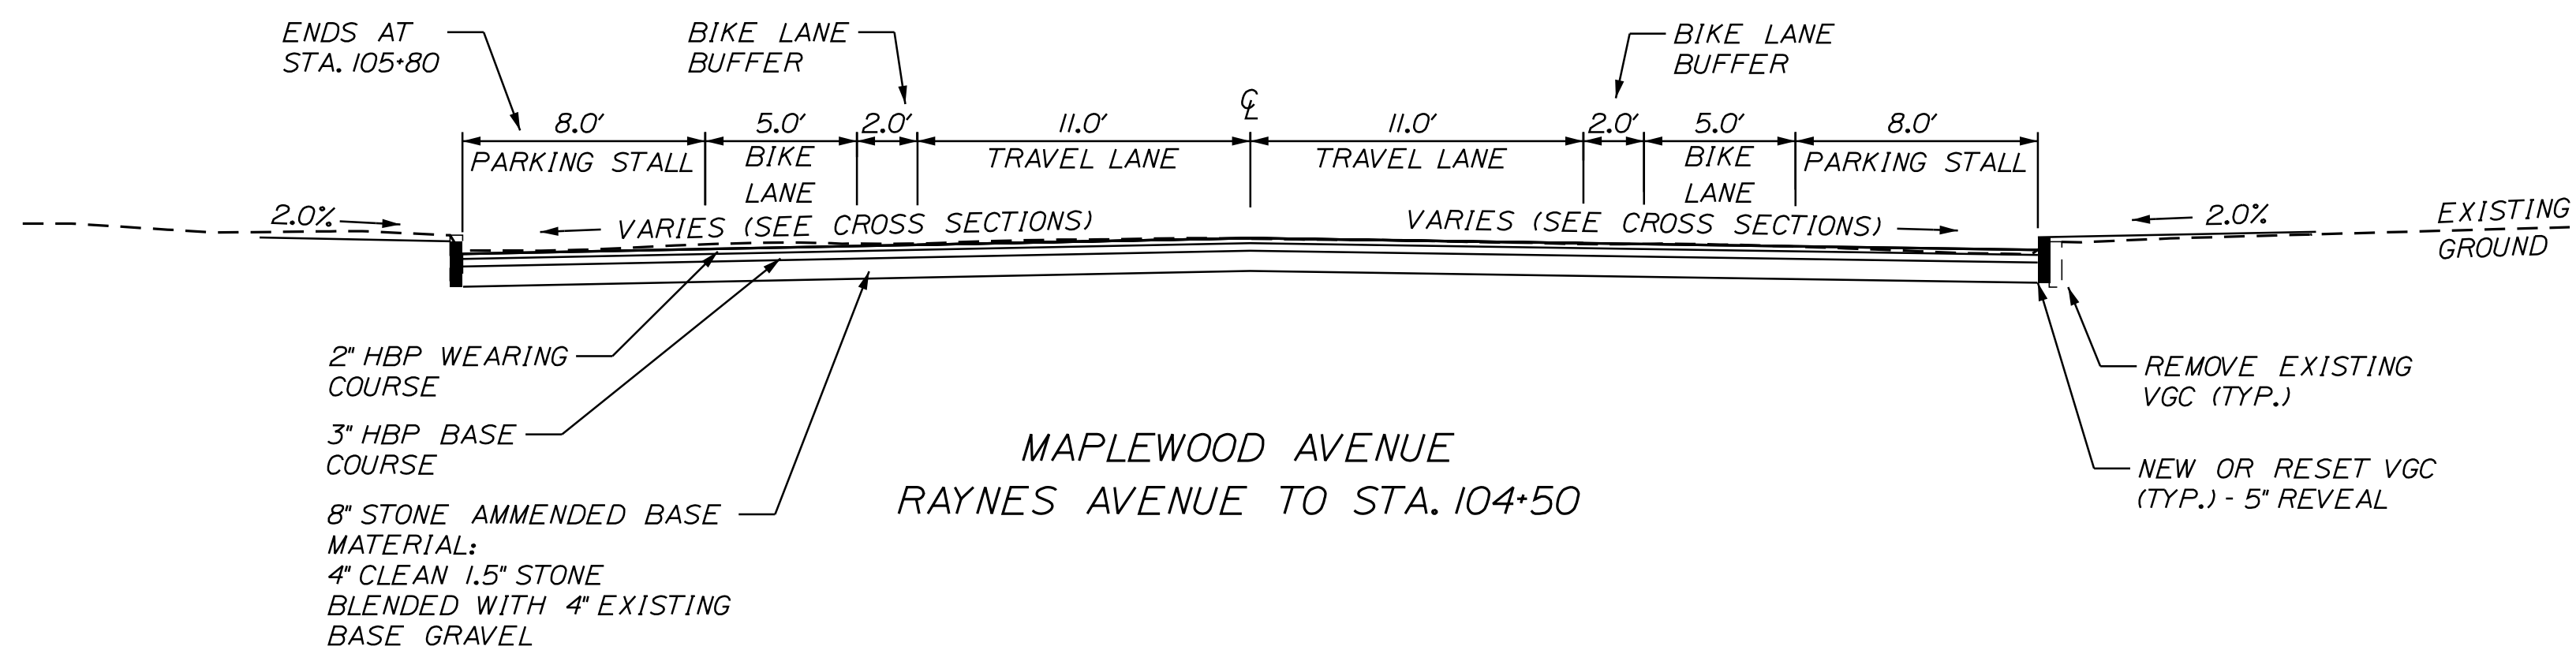 ENDS AT
STA. 105+80
BIKE LANE
BUFFER
BIKE LANE
BUFFER
℄
8.0'
5.0'
2.0'
11.0'
11.0'
2.0'
5.0'
8.0'
PARKING STALL
BIKE
LANE
TRAVEL LANE
TRAVEL LANE
BIKE
LANE
PARKING STALL
2.0%
VARIES (SEE CROSS SECTIONS)
VARIES (SEE CROSS SECTIONS)
2.0%
EXISTING
GROUND
2" HBP WEARING
COURSE
3" HBP BASE
COURSE
8" STONE AMMENDED BASE
MATERIAL:
4" CLEAN 1.5" STONE
BLENDED WITH 4" EXISTING
BASE GRAVEL
MAPLEWOOD AVENUE
RAYNES AVENUE TO STA. 104+50
REMOVE EXISTING
VGC (TYP.)
NEW OR RESET VGC
(TYP.) - 5" REVEAL